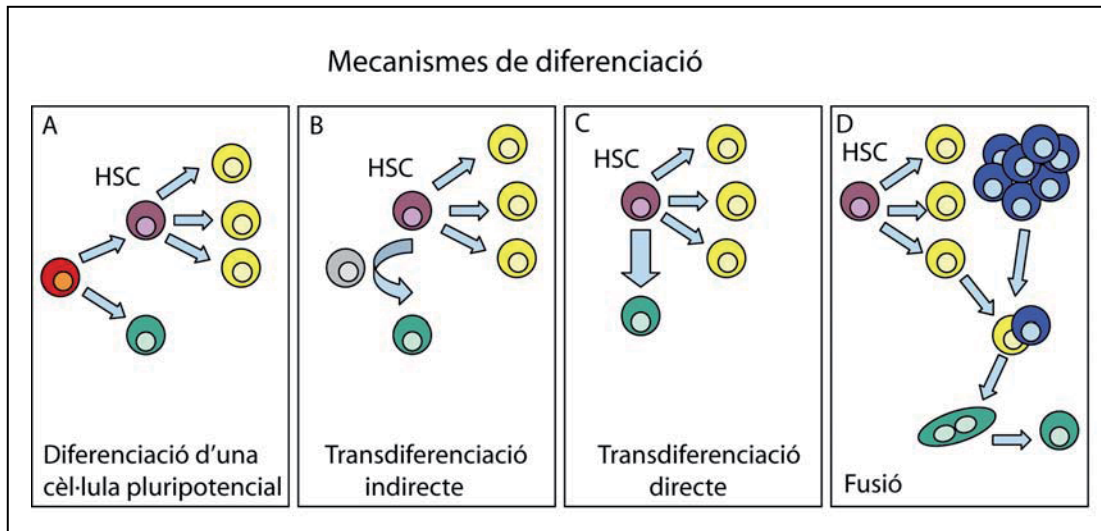 Mecanismes de diferenciació
A
HSC
Diferenciació d'una
cèl·lula pluripotencial
B
HSC
Transdiferenciació
indirecte
C
HSC
Transdiferenciació
directe
D
HSC
Fusió